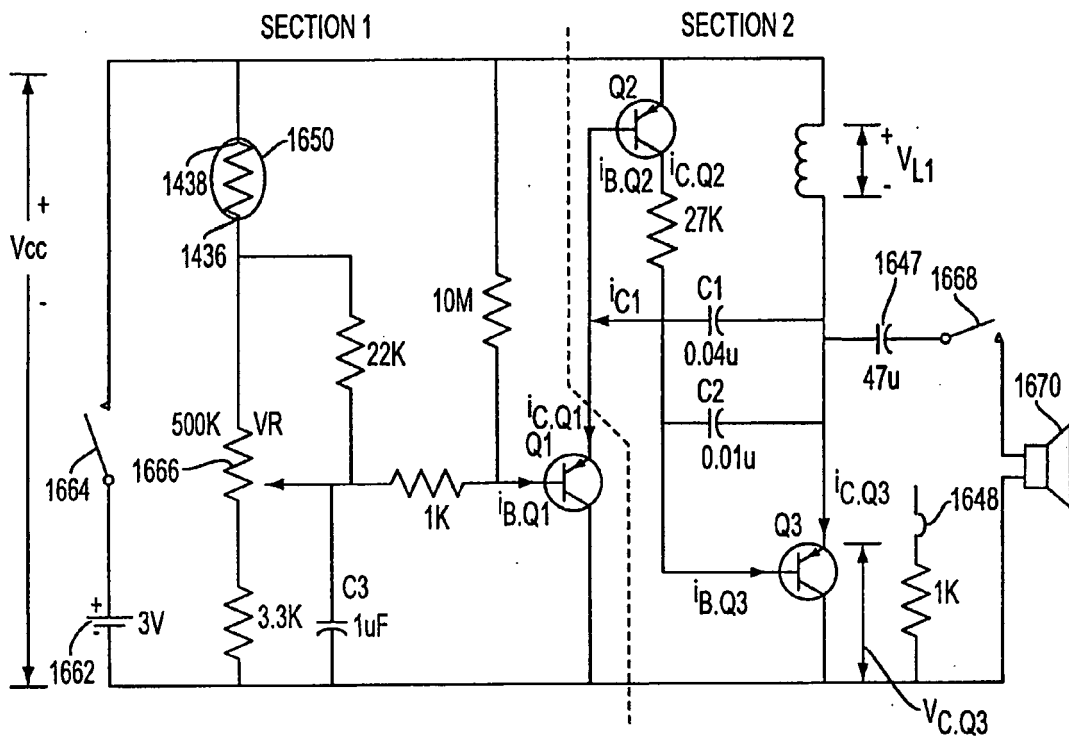 SECTION 1
SECTION 2
Q2
1650
1438
1436
+
Vcc
-
iB.Q2
iC.Q2
27K
+
VL1
-
1647
1668
10M
iC1
C1
0.04u
22K
47u
C2
0.01u
1670
500K
VR
1666
1664
iC.Q1
Q1
1K
iB.Q1
iC.Q3
1648
Q3
C3
1uF
iB.Q3
1K
3.3K
+
-
3V
1662
VC.Q3